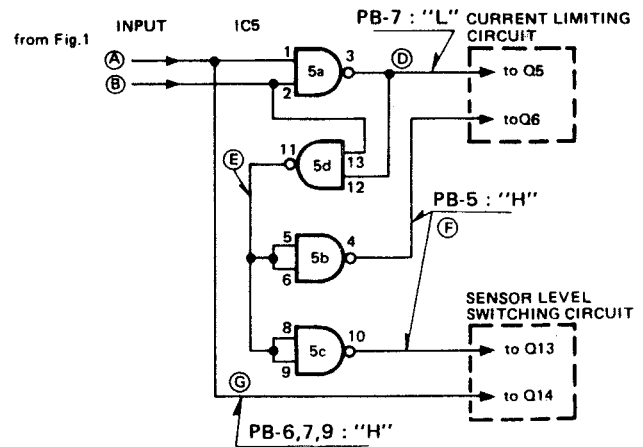 PB-7 : "L" CURRENT LIMITING CIRCUIT
from Fig.1
INPUT
IC5
A
B
1
2
5a
3
D
to Q5
toQ6
E
11
5d
13
12
PB-5 : "H"
F
5
6
5b
4
SENSOR LEVEL
SWITCHING CIRCUIT
8
9
5c
10
to Q13
G
to Q14
PB-6,7,9 : "H"